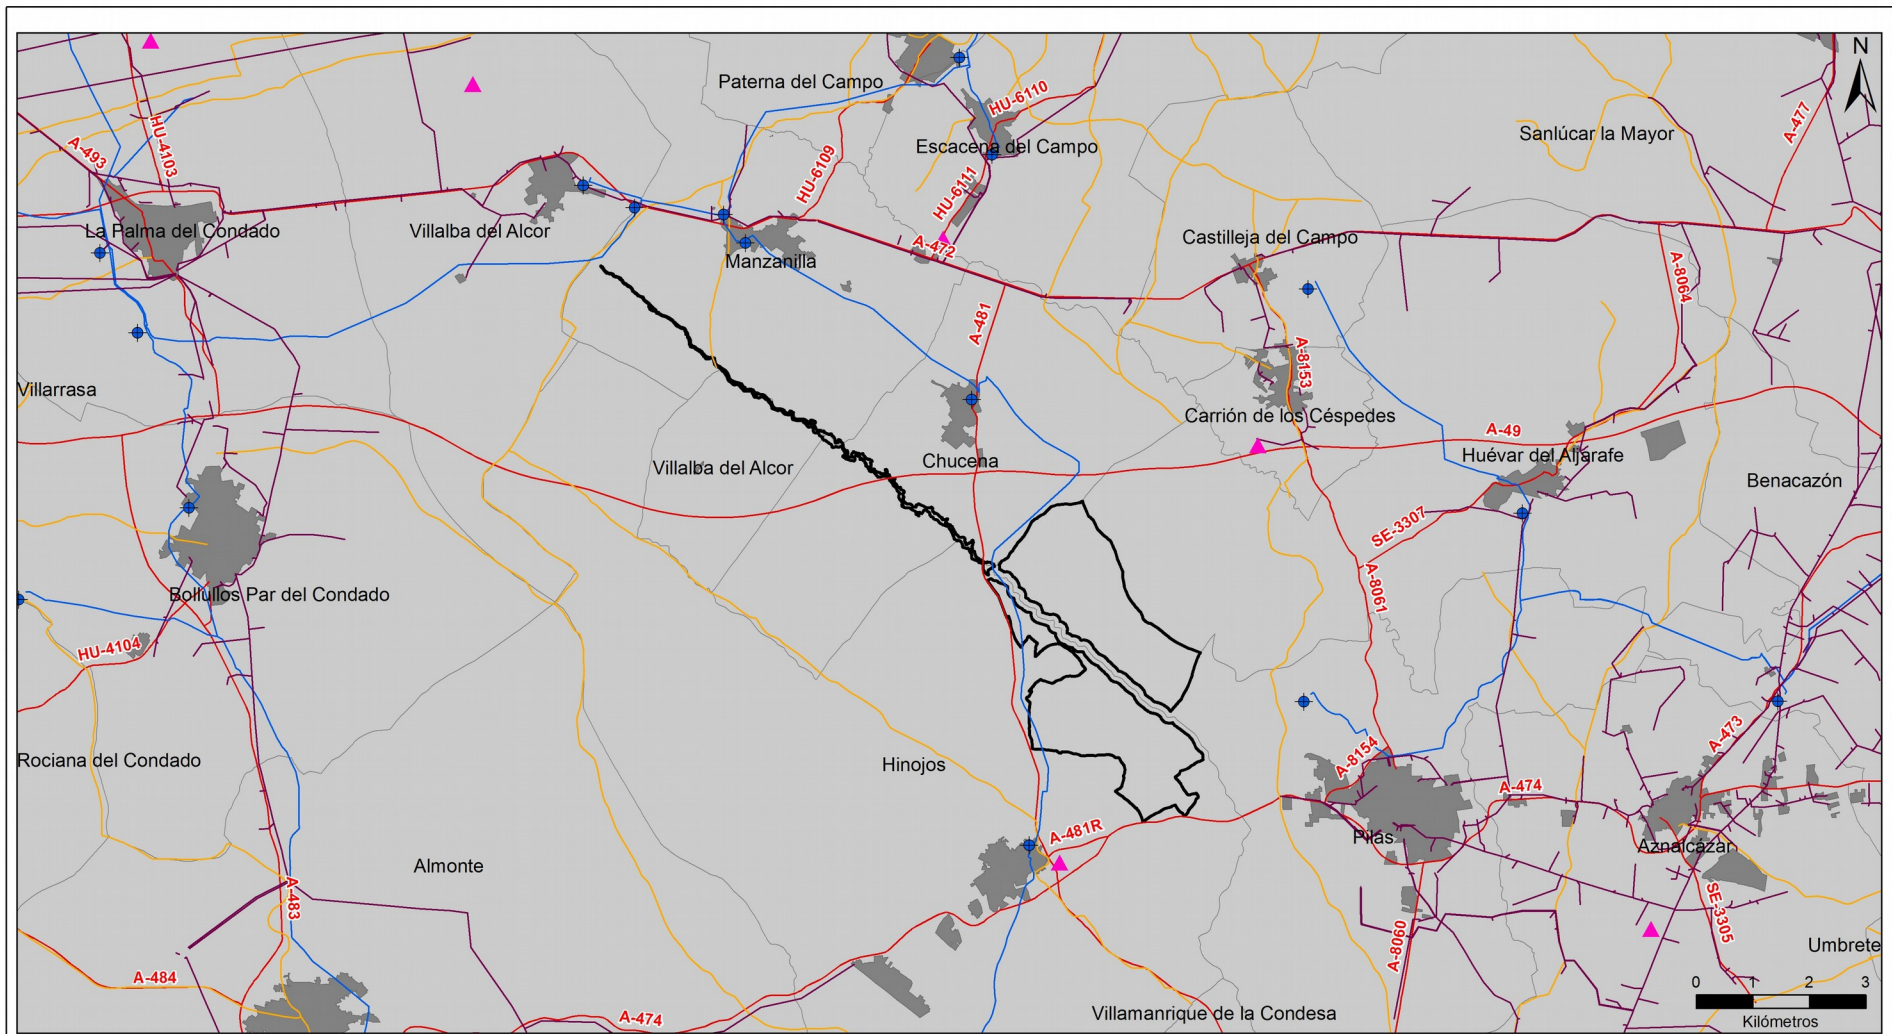 N
Paterna del Campo
HU-6110
A-477
Sanlúcar la Mayor
HU-4103
A-493
Escacena del Campo
HU-6109
HU-6111
La Palma del Condado
Villalba del Alcor
A-472
Castilleja del Campo
Manzanilla
A-8064
A-481
A-8153
Villarrasa
Carrión de los Céspedes
A-49
Villalba del Alcor
Chucena
Huévar del Aljarafe
Benacazón
SE-3307
A-8061
Bollullos Par del Condado
HU-4104
A-473
Rociana del Condado
Hinojos
A-8154
A-474
A-481R
Pilas
Aznalcázar
Almonte
A-483
SE-3305
A-8060
Umbrete
A-484
0 1 2 3
A-474
Villamanrique de la Condesa
Kilómetros